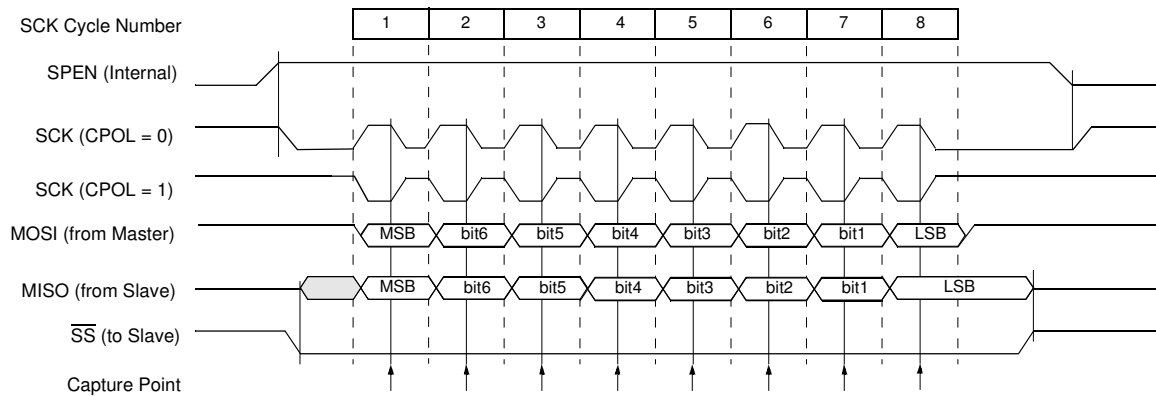 SCK Cycle Number 1 2 3 4 5 6 7 8
SPEN (Internal)
SCK (CPOL = 0)
SCK (CPOL = 1)
MOSI (from Master) MSB bit6 bit5 bit4 bit3 bit2 bit1 LSB
MISO (from Slave) MSB bit6 bit5 bit4 bit3 bit2 bit1 LSB
SS (to Slave)
Capture Point